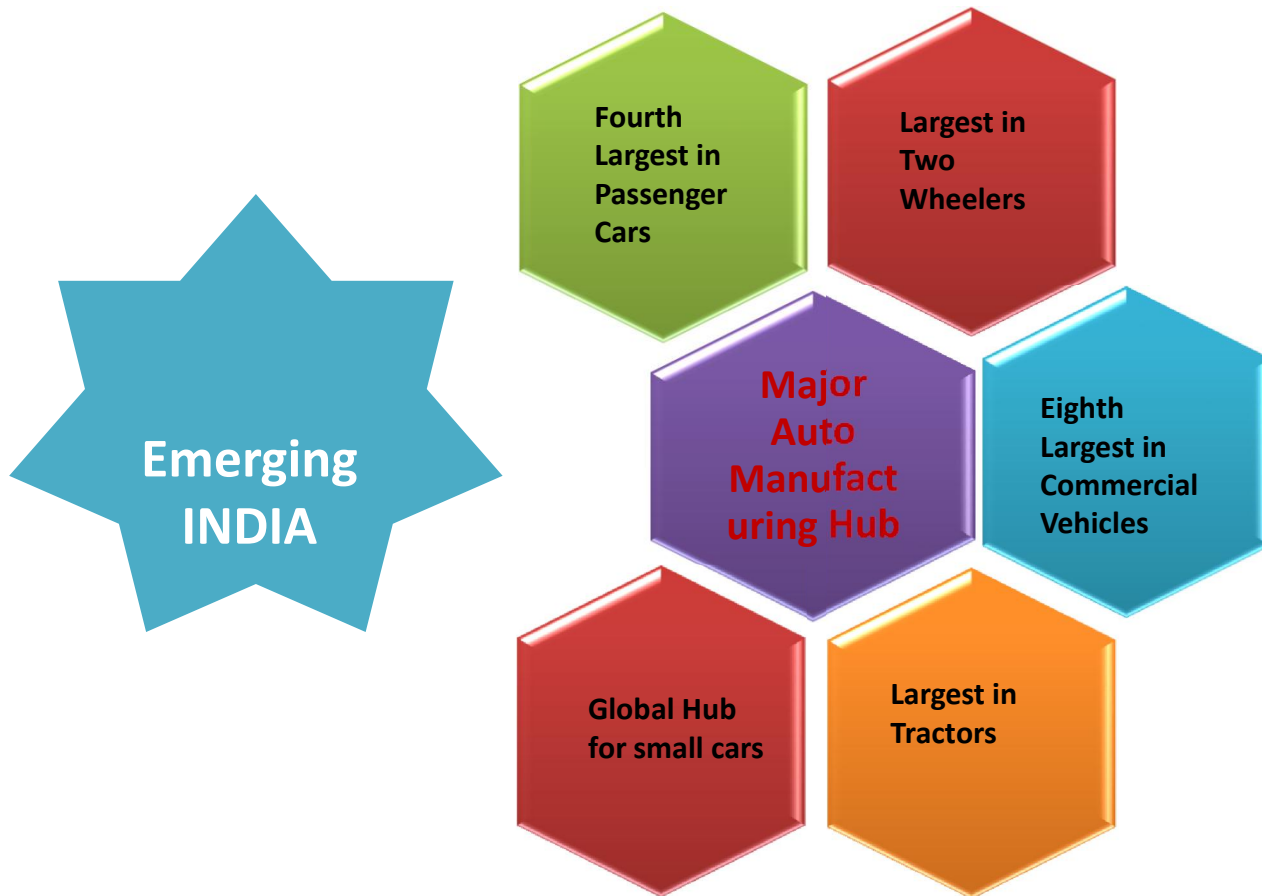 Emerging
INDIA
Fourth
Largest in
Passenger
Cars
Largest in
Two
Wheelers
Major
Auto
Manufact
uring Hub
Eighth
Largest in
Commercial
Vehicles
Global Hub
for small cars
Largest in
Tractors